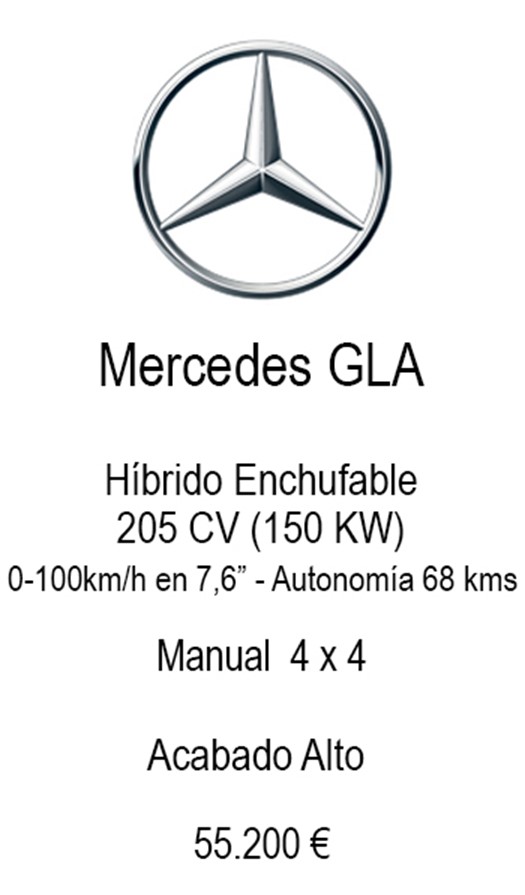 Mercedes GLA
Híbrido Enchufable
205 CV (150 KW)
0-100km/h en 7,6” - Autonomía 68 kms
Manual 4 x 4
Acabado Alto
55.200 €